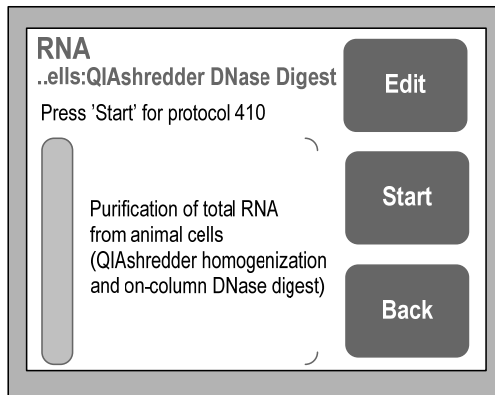 RNA
..ells:QIAshredder DNase Digest
Edit
Press ’Start’ for protocol 410
Start
Purification of total RNA
from animal cells
(QIAshredder homogenization
and on-column DNase digest)
Back